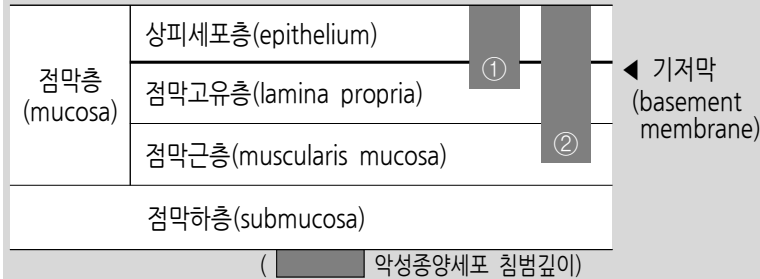 점막층
(mucosa)
상피세포층(epithelium)
점막고유층(lamina propria)
점막근층(muscularis mucosa)
점막하층(submucosa)
①
②
◀ 기저막
(basement
membrane)
( 악성종양세포 침범깊이)